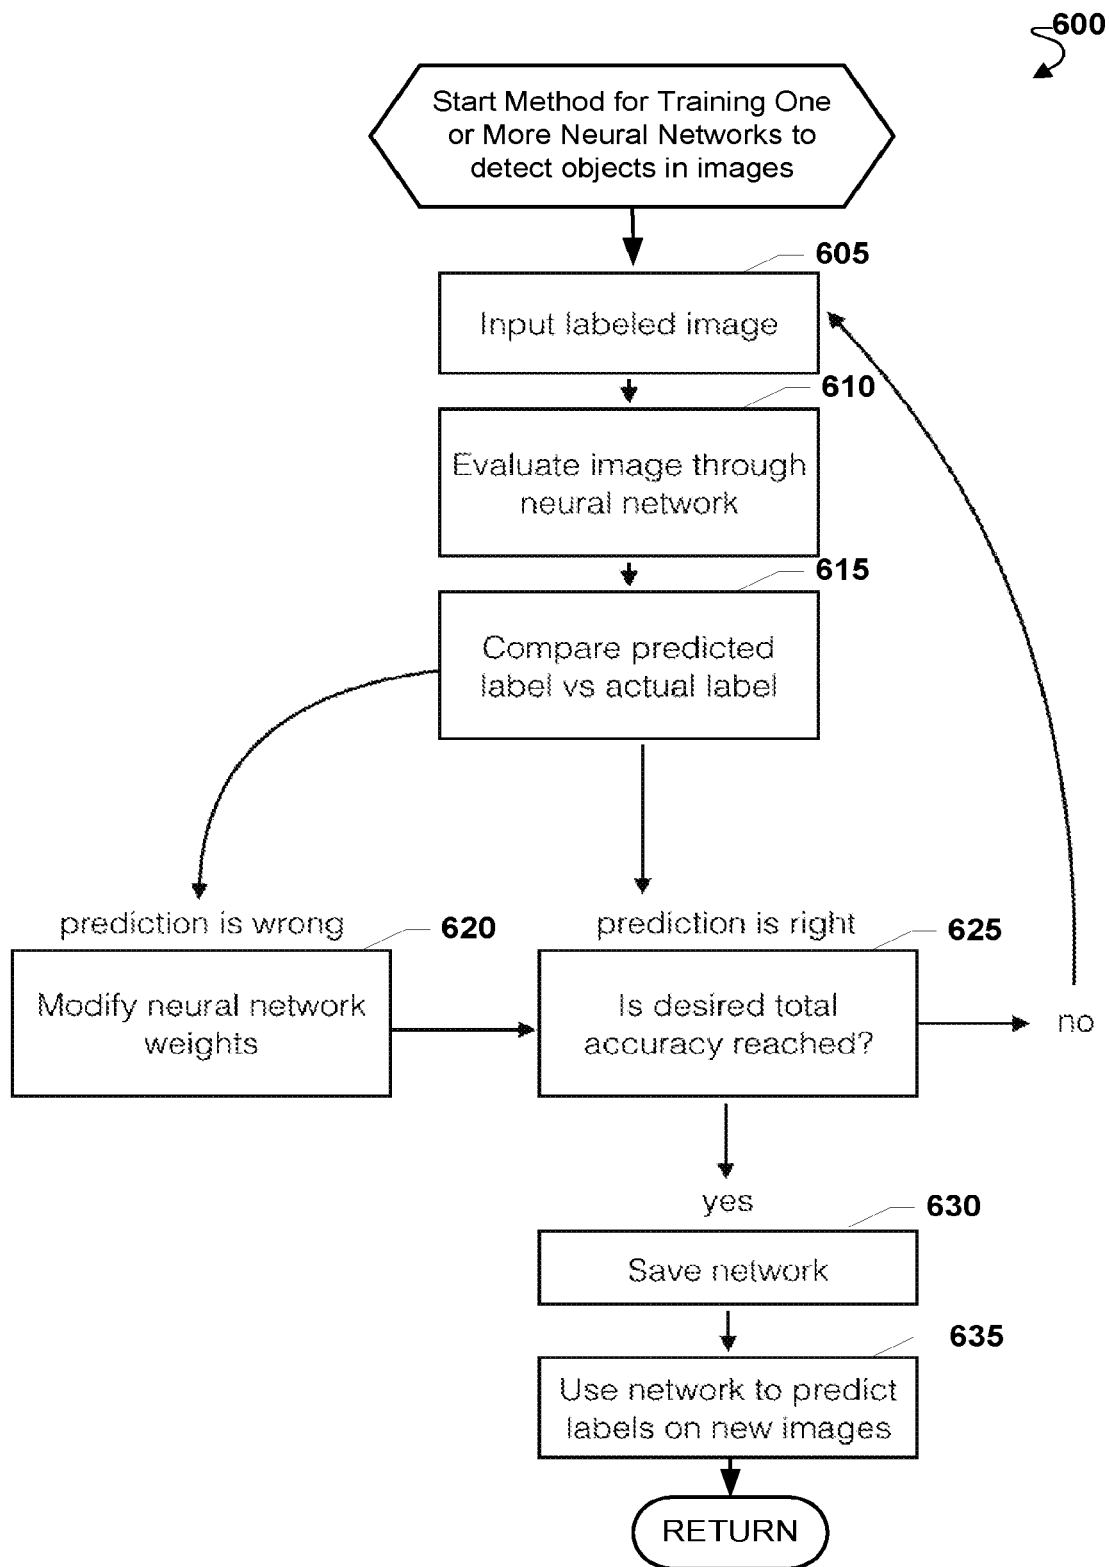 600
Start Method for Training One
or More Neural Networks to
detect objects in images
605
Input labeled image
610
Evaluate image through
neural network
615
Compare predicted
label vs actual label
prediction is wrong
620
Modify neural network
weights
prediction is right
625
Is desired total
accuracy reached?
no
yes
630
Save network
635
Use network to predict
labels on new images
RETURN